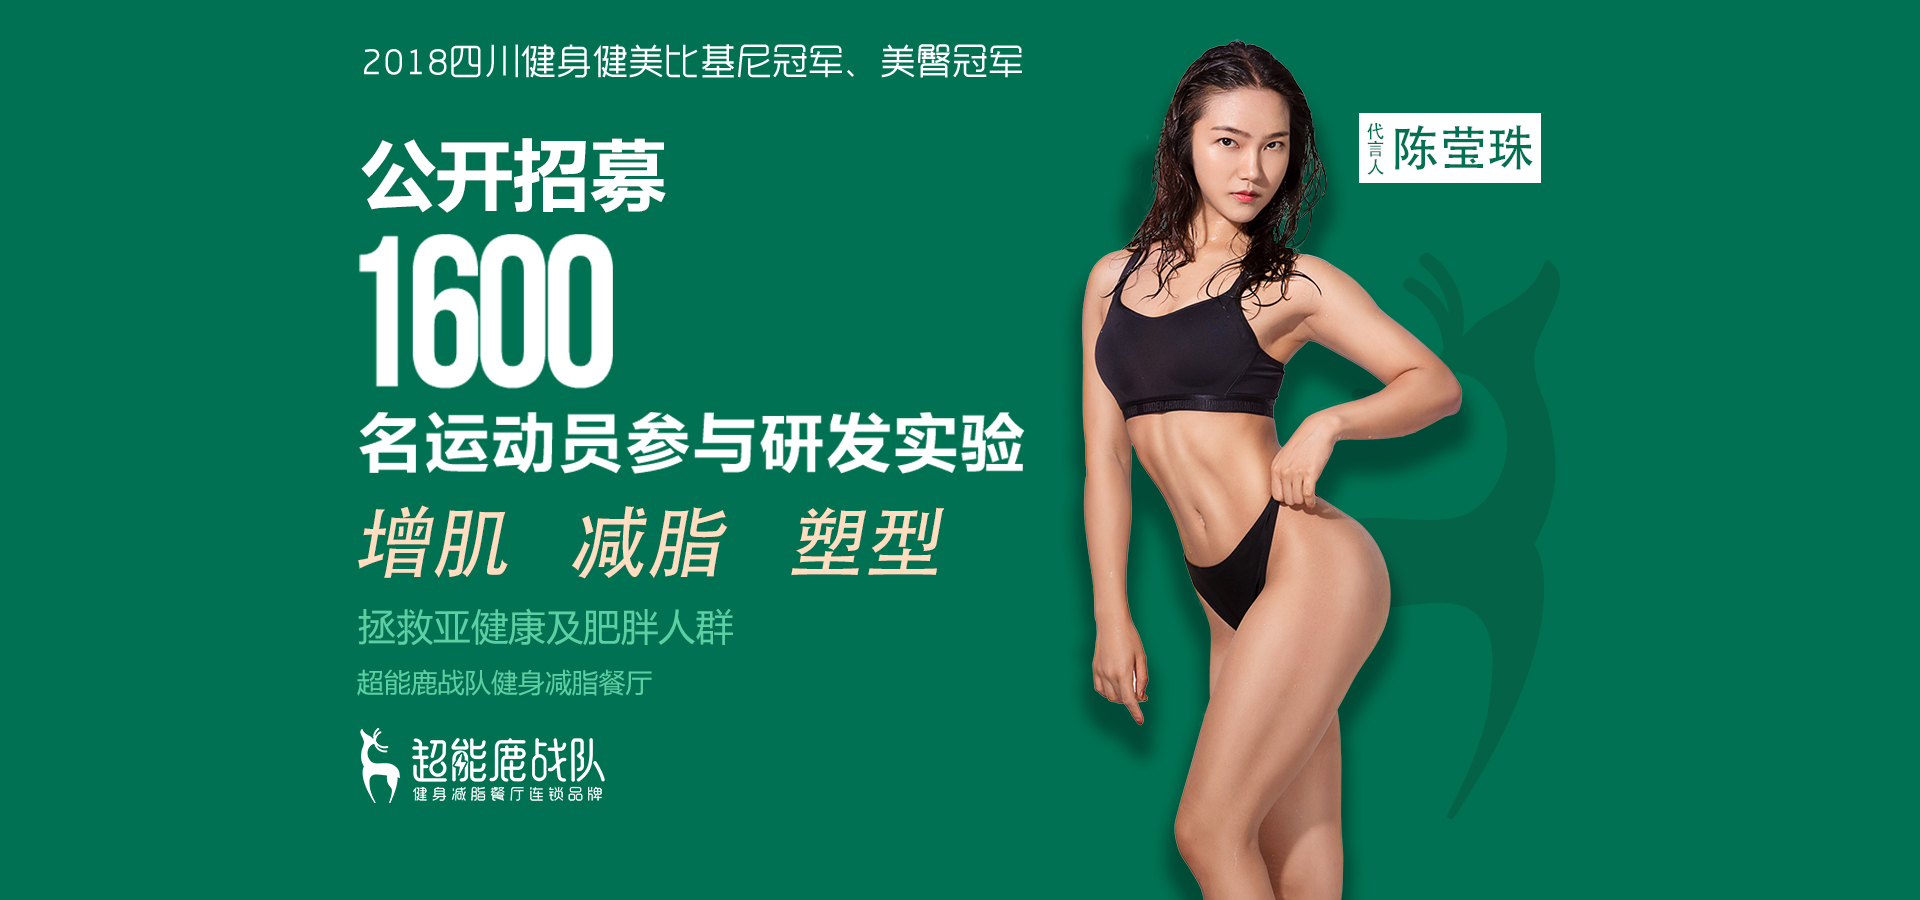 2018四川健身健美比基尼冠军、美臀冠军
代言人
陈莹珠
公开招募
1600
名运动员参与研发实验
增肌 减脂 塑型
拯救亚健康及肥胖人群
超能鹿战队健身减脂餐厅
超能鹿战队
健身减脂餐厅连锁品牌